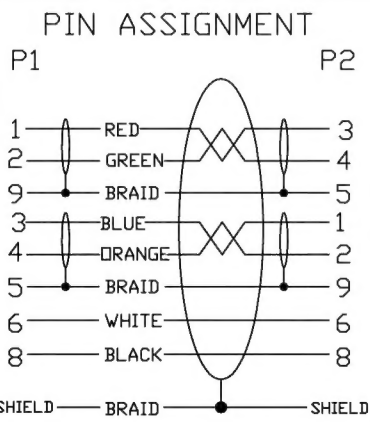 PIN ASSIGNMENT
P1 P2
1 RED 3
2 GREEN 4
9 BRAID 5
3 BLUE 1
4 ORANGE 2
5 BRAID 9
6 WHITE 6
8 BLACK 8
SHIELD BRAID SHIELD